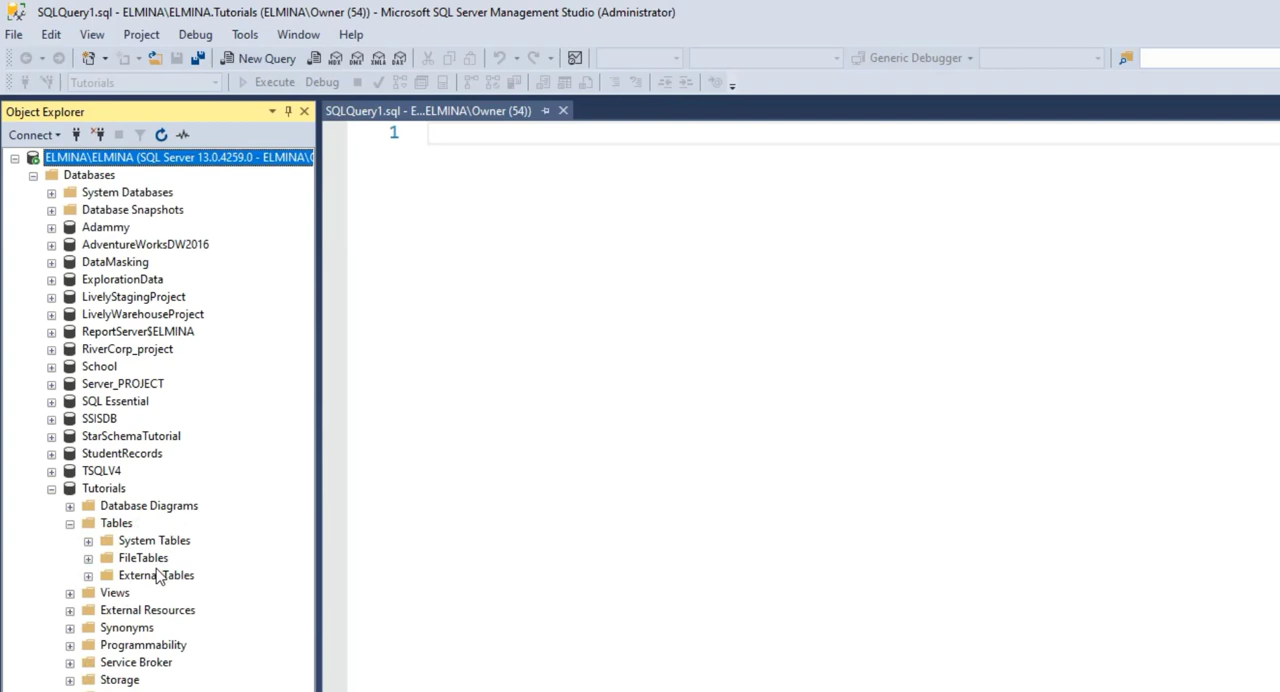 SQLQuery1.sql - ELMINA\ELMINA.Tutorials (ELMINA\Owner (54)) - Microsoft SQL Server Management Studio (Administrator)
File Edit View Project Debug Tools Window Help
New Query MDX DMX XMLA DAX Generic Debugger
Tutorials Execute Debug
Object Explorer
SQLQuery1.sql - E...ELMINA\Owner (54))
Connect
1
ELMINA\ELMINA (SQL Server 13.0.4259.0 - ELMINA\
Databases
System Databases
Database Snapshots
Adammy
AdventureWorksDW2016
DataMasking
ExplorationData
LivelyStagingProject
LivelyWarehouseProject
ReportServer$ELMINA
RiverCorp_project
School
Server_PROJECT
SQL Essential
SSISDB
StarSchemaTutorial
StudentRecords
TSQLV4
Tutorials
Database Diagrams
Tables
System Tables
FileTables
External Tables
Views
External Resources
Synonyms
Programmability
Service Broker
Storage